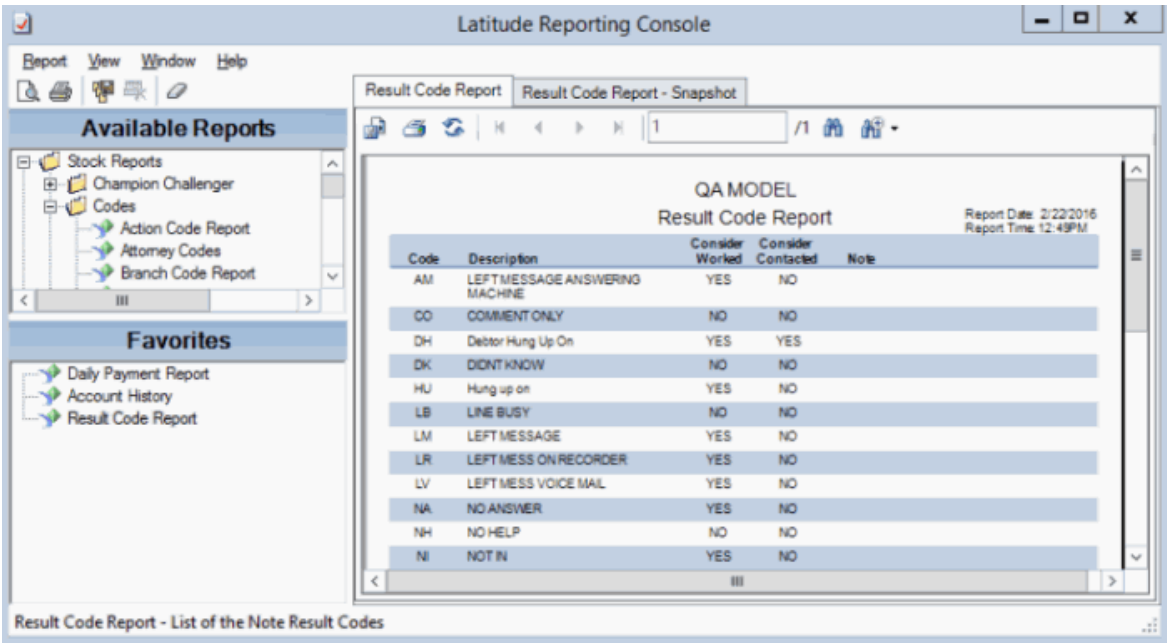 Latitude Reporting Console
Report View Window Help
Available Reports
Stock Reports
Champion Challenger
Codes
Action Code Report
Attorney Codes
Branch Code Report
Favorites
Daily Payment Report
Account History
Result Code Report
Result Code Report Result Code Report - Snapshot
1 /1
QA MODEL
Result Code Report
Report Date: 2/22/2016
Report Time: 12:49PM
Code Description Consider Worked Consider Contacted Note
AM LEFT MESSAGE ANSWERING MACHINE YES NO
CO COMMENT ONLY NO NO
DH Debtor Hung Up On YES YES
DK DIDNT KNOW NO NO
HU Hung up on YES NO
LB LINE BUSY NO NO
LM LEFT MESSAGE YES NO
LR LEFT MESS ON RECORDER YES NO
LV LEFT MESS VOICE MAIL YES NO
NA NO ANSWER YES NO
NH NO HELP NO NO
NI NOT IN YES NO
Result Code Report - List of the Note Result Codes